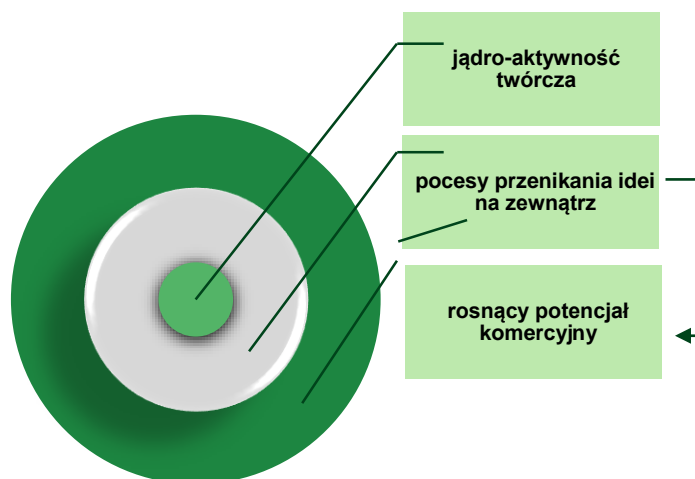 jądro-aktywność
twórcza
pocesy przenikania idei
na zewnątrz
rosnący potencjał
komercyjny